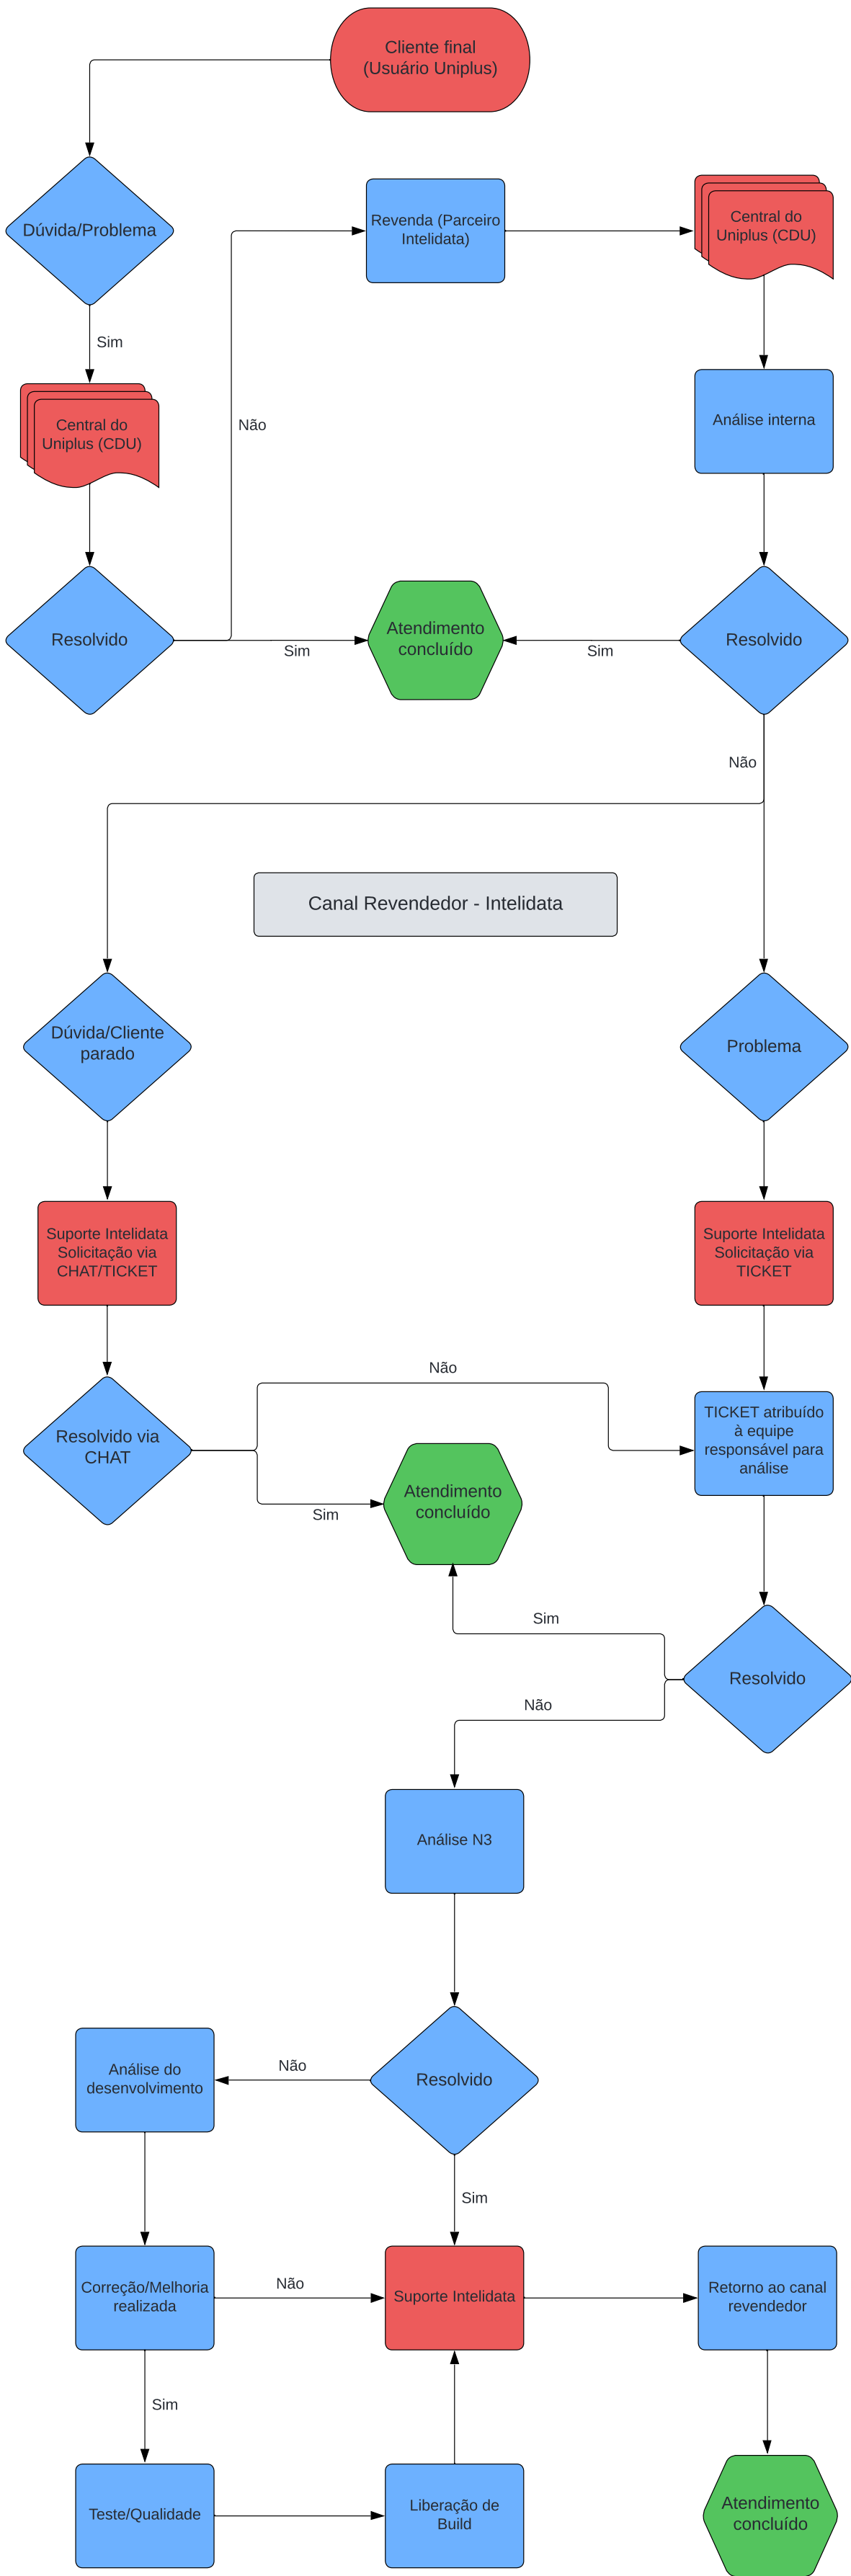 Cliente final
(Usuário Uniplus)
Dúvida/Problema
Revenda (Parceiro
Intelidata)
Central do
Uniplus (CDU)
Sim
Central do
Uniplus (CDU)
Não
Análise interna
Resolvido
Sim
Atendimento
concluído
Sim
Resolvido
Não
Canal Revendedor - Intelidata
Dúvida/Cliente
parado
Problema
Suporte Intelidata
Solicitação via
CHAT/TICKET
Suporte Intelidata
Solicitação via
TICKET
Não
Resolvido via
CHAT
TICKET atribuído
à equipe
responsável para
análise
Atendimento
concluído
Sim
Sim
Resolvido
Não
Análise N3
Análise do
desenvolvimento
Não
Resolvido
Sim
Correção/Melhoria
realizada
Não
Suporte Intelidata
Retorno ao canal
revendedor
Sim
Teste/Qualidade
Liberação de
Build
Atendimento
concluído